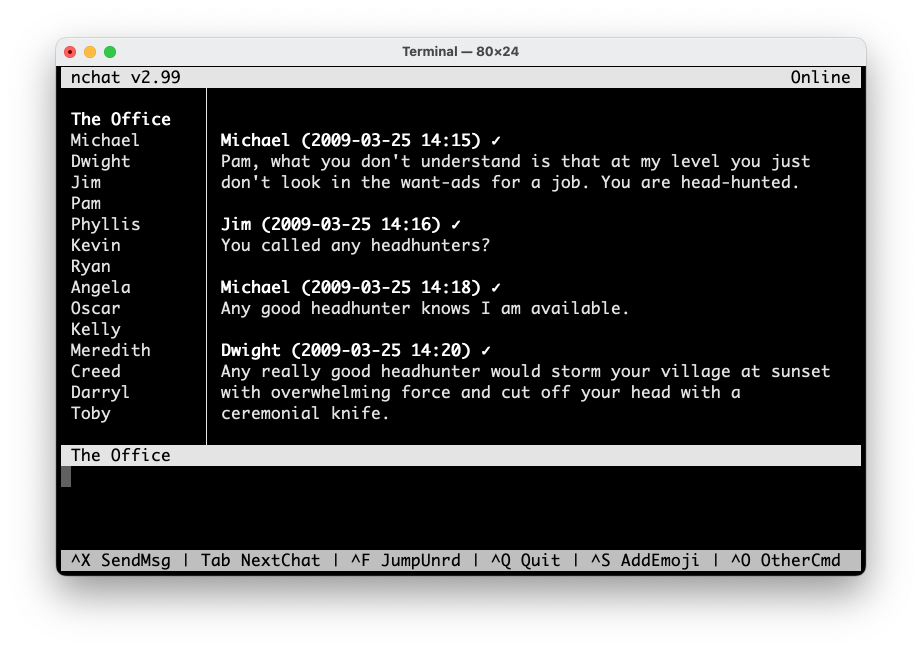 Terminal — 80×24
nchat v2.99 Online
The Office
Michael
Dwight
Jim
Pam
Phyllis
Kevin
Ryan
Angela
Oscar
Kelly
Meredith
Creed
Darryl
Toby
Michael (2009-03-25 14:15) ✓
Pam, what you don't understand is that at my level you just
don't look in the want-ads for a job. You are head-hunted.
Jim (2009-03-25 14:16) ✓
You called any headhunters?
Michael (2009-03-25 14:18) ✓
Any good headhunter knows I am available.
Dwight (2009-03-25 14:20) ✓
Any really good headhunter would storm your village at sunset
with overwhelming force and cut off your head with a
ceremonial knife.
The Office
^X SendMsg | Tab NextChat | ^F JumpUnrd | ^Q Quit | ^S AddEmoji | ^O OtherCmd